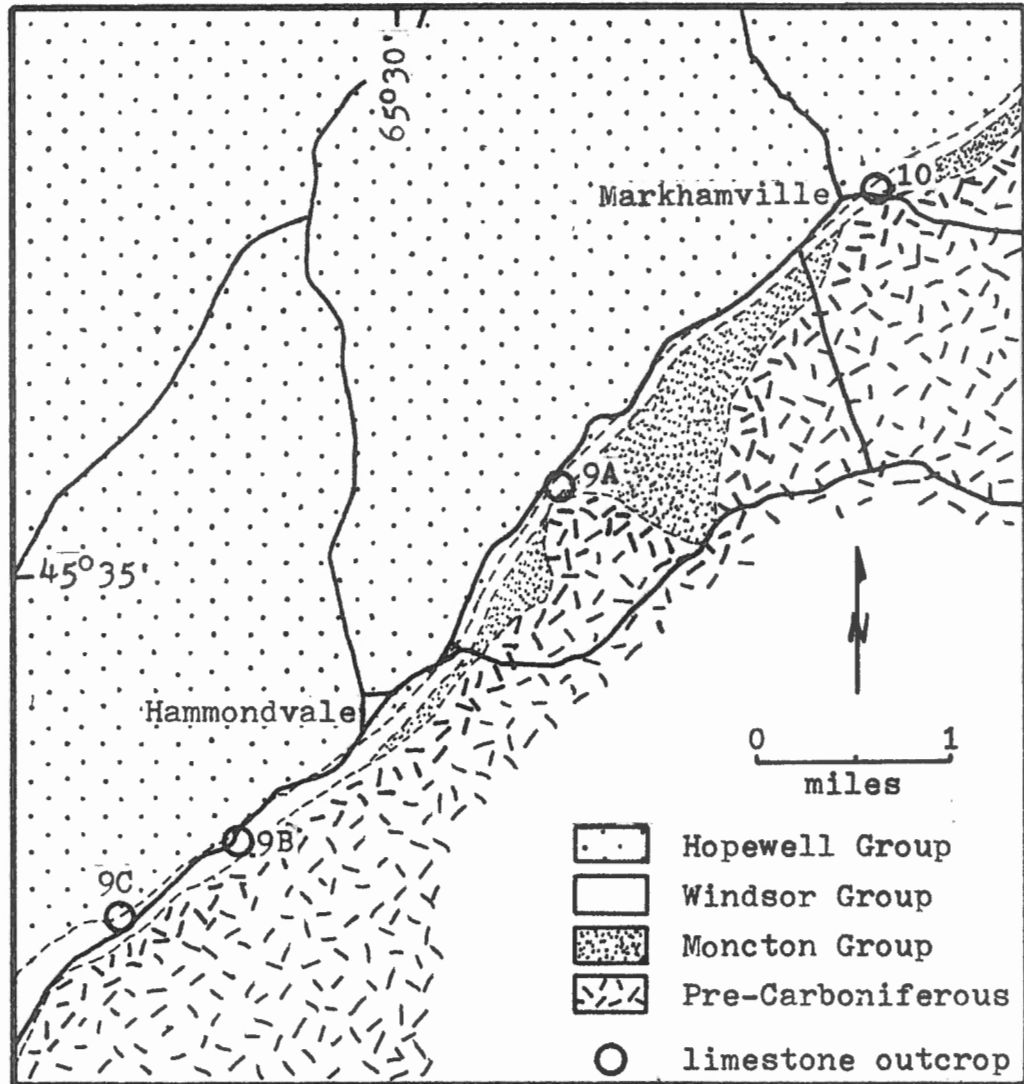 65°30'
10
Markhamville
9A
45°35'
Hammondvale
N
0 1
miles
9B
9C
Hopewell Group
Windsor Group
Moncton Group
Pre-Carboniferous
limestone outcrop